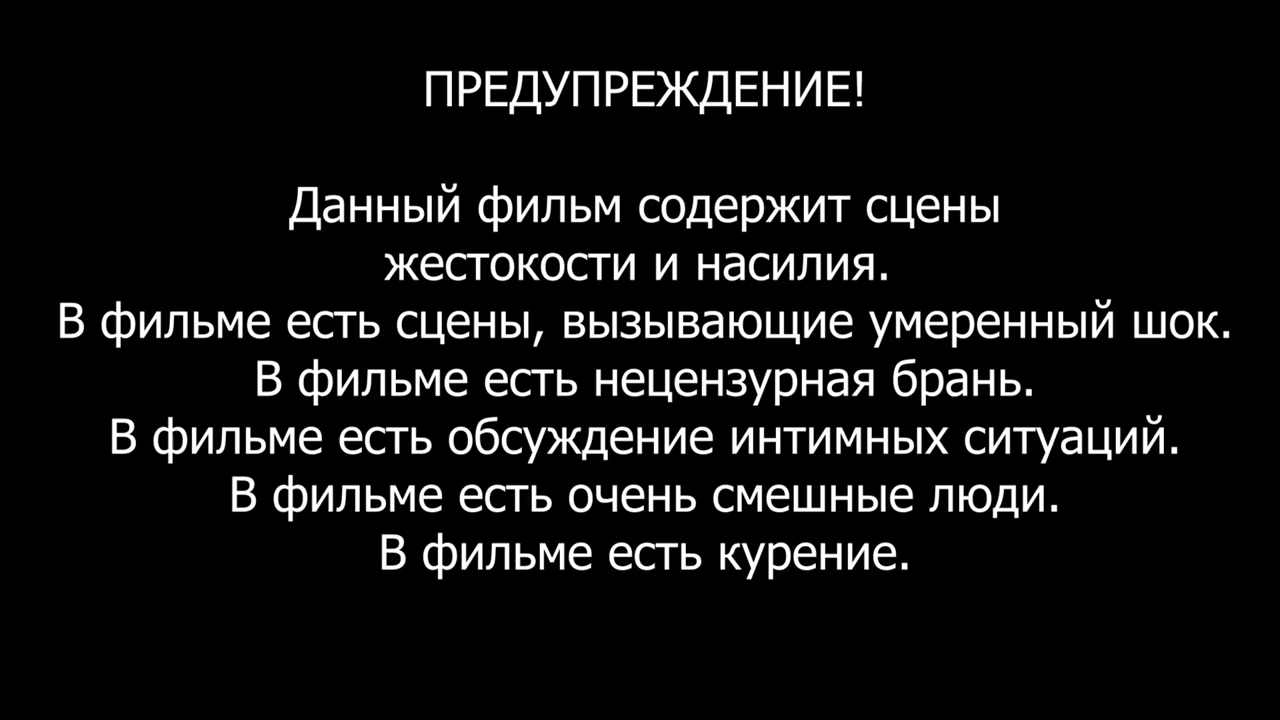 ПРЕДУПРЕЖДЕНИЕ!
Данный фильм содержит сцены
жестокости и насилия.
В фильме есть сцены, вызывающие умеренный шок.
В фильме есть нецензурная брань.
В фильме есть обсуждение интимных ситуаций.
В фильме есть очень смешные люди.
В фильме есть курение.